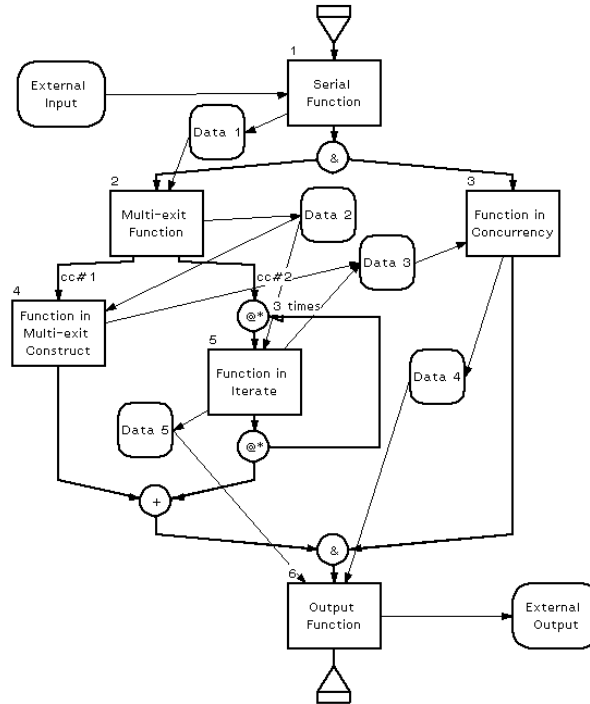 1
Serial
Function
External
Input
Data 1
&
2
Multi-exit
Function
3
Function in
Concurrency
Data 2
Data 3
cc#1
cc#2
4
Function in
Multi-exit
Construct
3 times
@*
5
Function in
Iterate
Data 4
Data 5
@*
+
&
6
Output
Function
External
Output